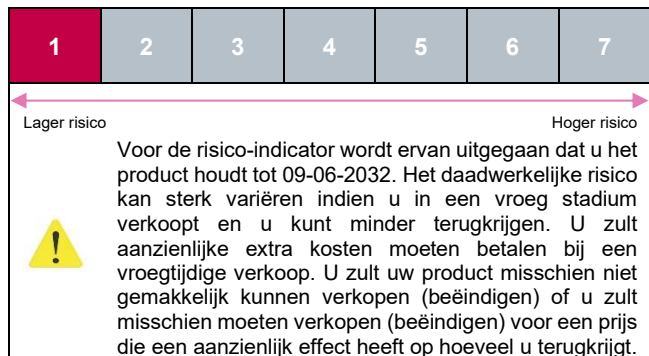 1 2 3 4 5 6 7
Lager risico Hoger risico
Voor de risico-indicator wordt ervan uitgegaan dat u het
product houdt tot 09-06-2032. Het daadwerkelijke risico
kan sterk variëren indien u in een vroeg stadium
verkoopt en u kunt minder terugkrijgen. U zult
aanzienlijke extra kosten moeten betalen bij een
vroegtijdige verkoop. U zult uw product misschien niet
gemakkelijk kunnen verkopen (beëindigen) of u zult
misschien moeten verkopen (beëindigen) voor een prijs
die een aanzienlijk effect heeft op hoeveel u terugkrijgt.